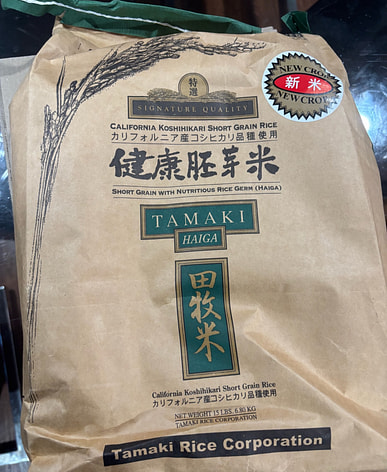 特選
SIGNATURE QUALITY
NEW CROP
新米
NEW CROP
CALIFORNIA KOSHIHIKARI SHORT GRAIN RICE
カリフォルニア産コシヒカリ品種使用
健康胚芽米
SHORT GRAIN WITH NUTRITIOUS RICE GERM (HAIGA)
TAMAKI
HAIGA
田牧米
California Koshihikari Short Grain Rice
カリフォルニア産コシヒカリ品種使用
NET WEIGHT 15 LBS. 6.80 KG
TAMAKI RICE CORPORATION
Tamaki Rice Corporation